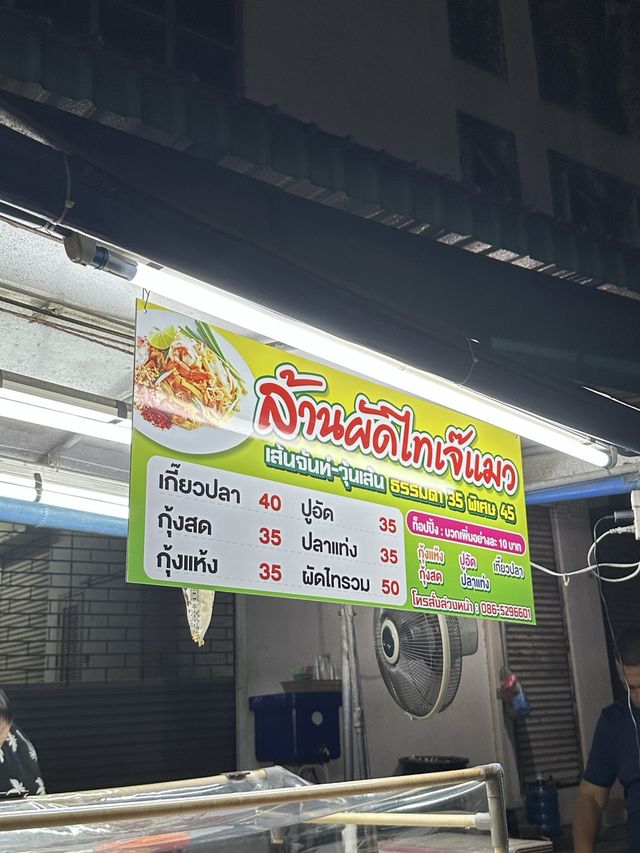 ล้านผัดไทเจ๊แมว
เส้นจันท์-วุ้นเส้น ธรรมดา 35 พิเศษ 45
เกี๊ยวปลา 40
กุ้งสด 35
กุ้งแห้ง 35
ปูอัด 35
ปลาแท่ง 35
ผัดไทรวม 50
ท็อปปิ้ง : บวกเพิ่มอย่างละ 10 บาท
กุ้งแห้ง ปูอัด เกี๊ยวปลา
กุ้งสด ปลาแท่ง
โทรสั่งล่วงหน้า : 086-5296601